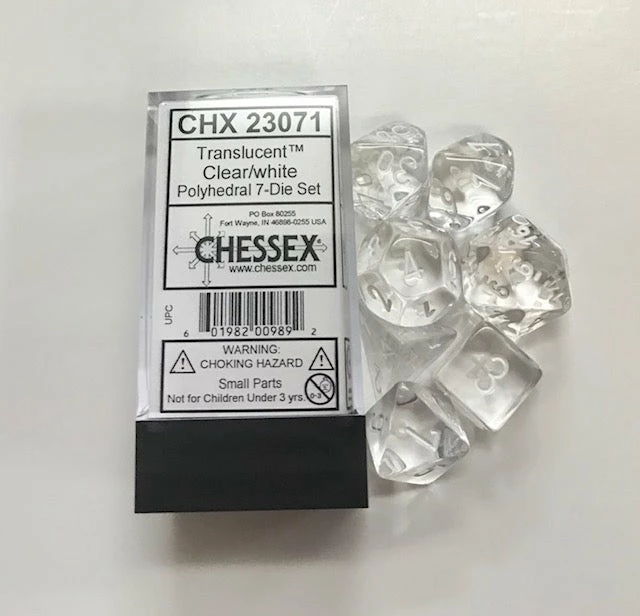 CHX 23071
Translucent™
Clear/white
Polyhedral 7-Die Set
PO Box 80255
Fort Wayne, IN 46898-0255 USA
CHESSEX®
www.chessex.com
UPC
6 01982 00989 2
WARNING:
CHOKING HAZARD
Small Parts
Not for Children Under 3 yrs.
0-3